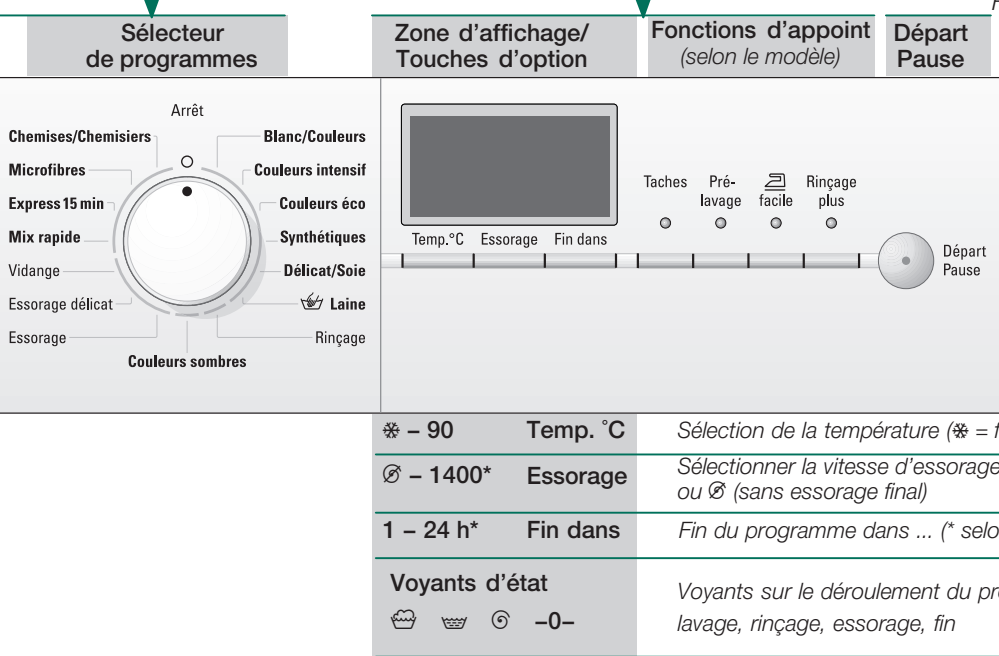 Sélecteur
de programmes
Zone d'affichage/
Touches d'option
Fonctions d'appoint
(selon le modèle)
Départ
Pause
Arrêt
Chemises/Chemisiers
Microfibres
Express 15 min
Mix rapide
Vidange
Essorage délicat
Essorage
Couleurs sombres
Blanc/Couleurs
Couleurs intensif
Couleurs éco
Synthétiques
Délicat/Soie
Laine
Rinçage
Temp.°C Essorage Fin dans
Taches
Pré-
lavage
facile
Rinçage
plus
Départ
Pause
❄ – 90 Temp. °C Sélection de la température (❄ =
– 1400* Essorage Sélectionner la vitesse d'essorage
ou (sans essorage final)
1 – 24 h* Fin dans Fin du programme dans ... (* selo
Voyants d'état
–0–
Voyants sur le déroulement du
lavage, rinçage, essorage, fin